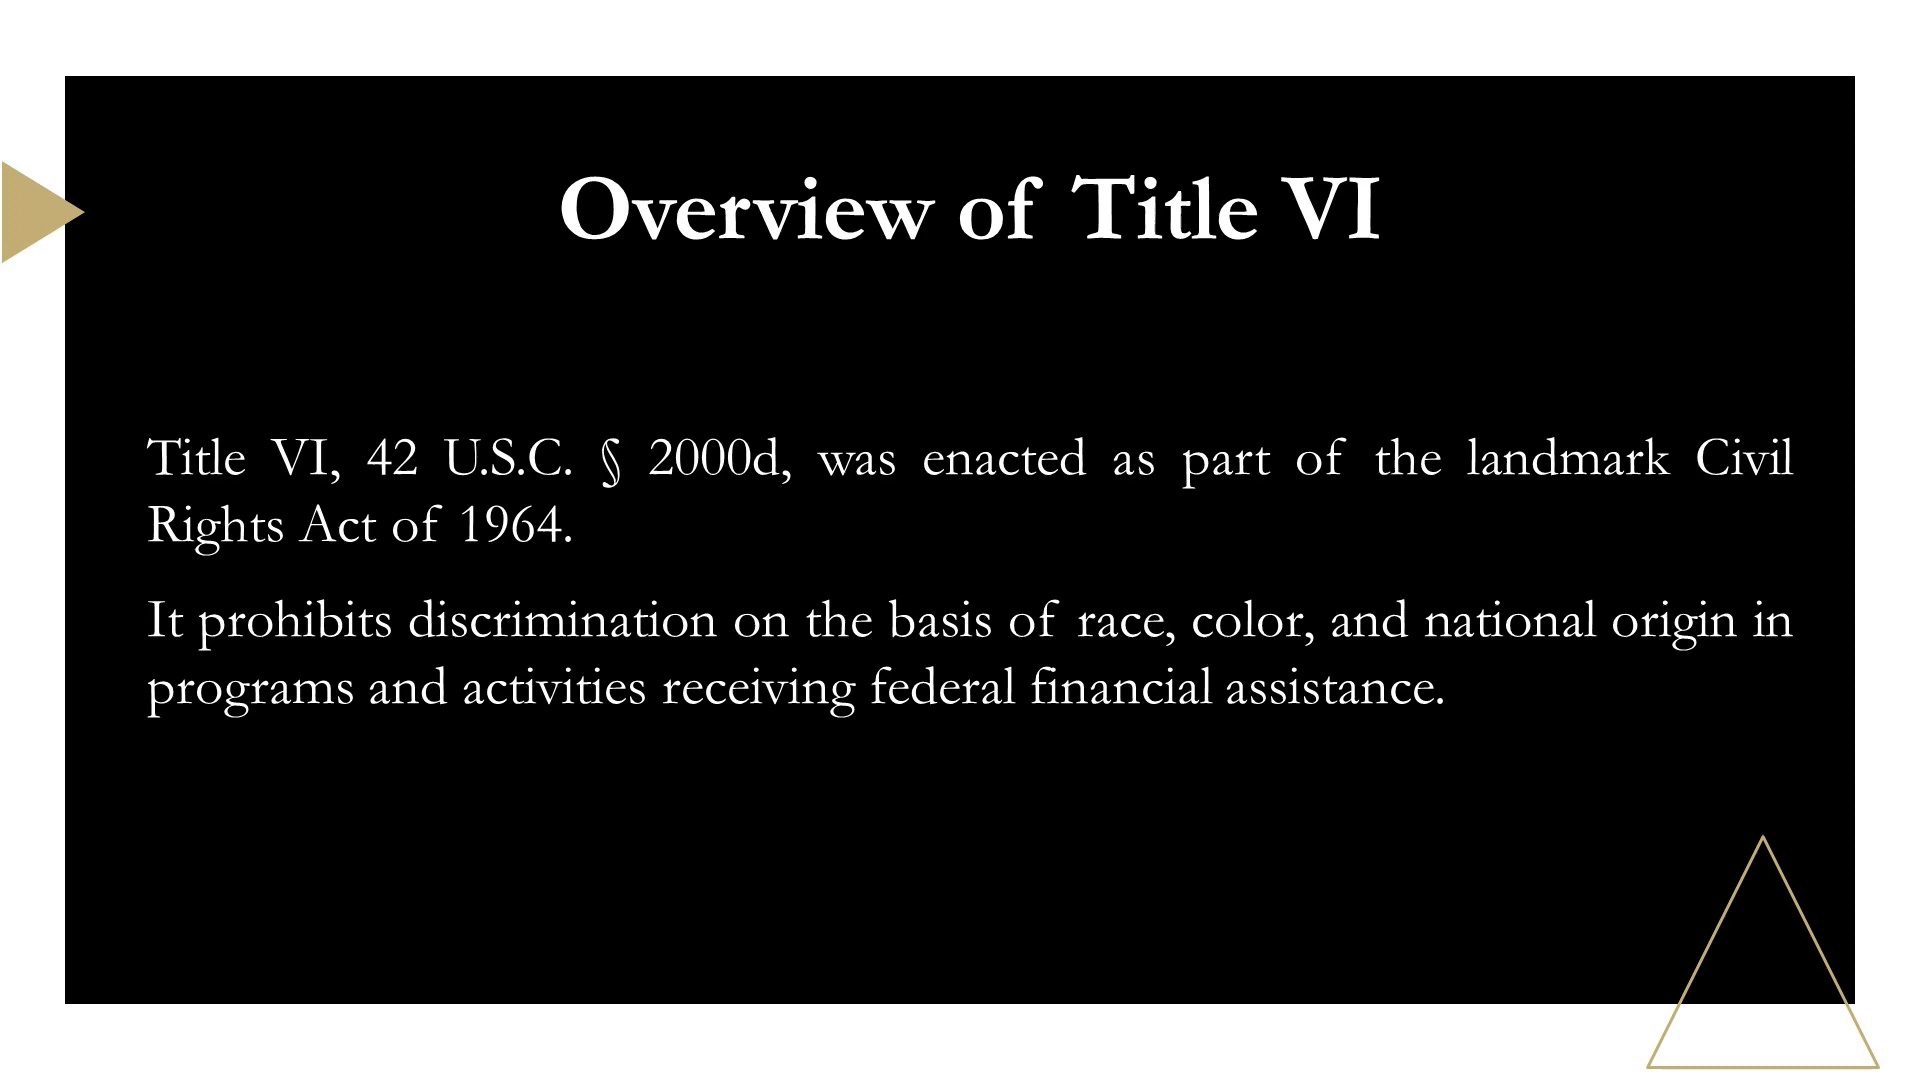 Overview of Title VI
Title VI, 42 U.S.C. § 2000d, was enacted as part of the landmark Civil
Rights Act of 1964.
It prohibits discrimination on the basis of race, color, and national origin in
programs and activities receiving federal financial assistance.